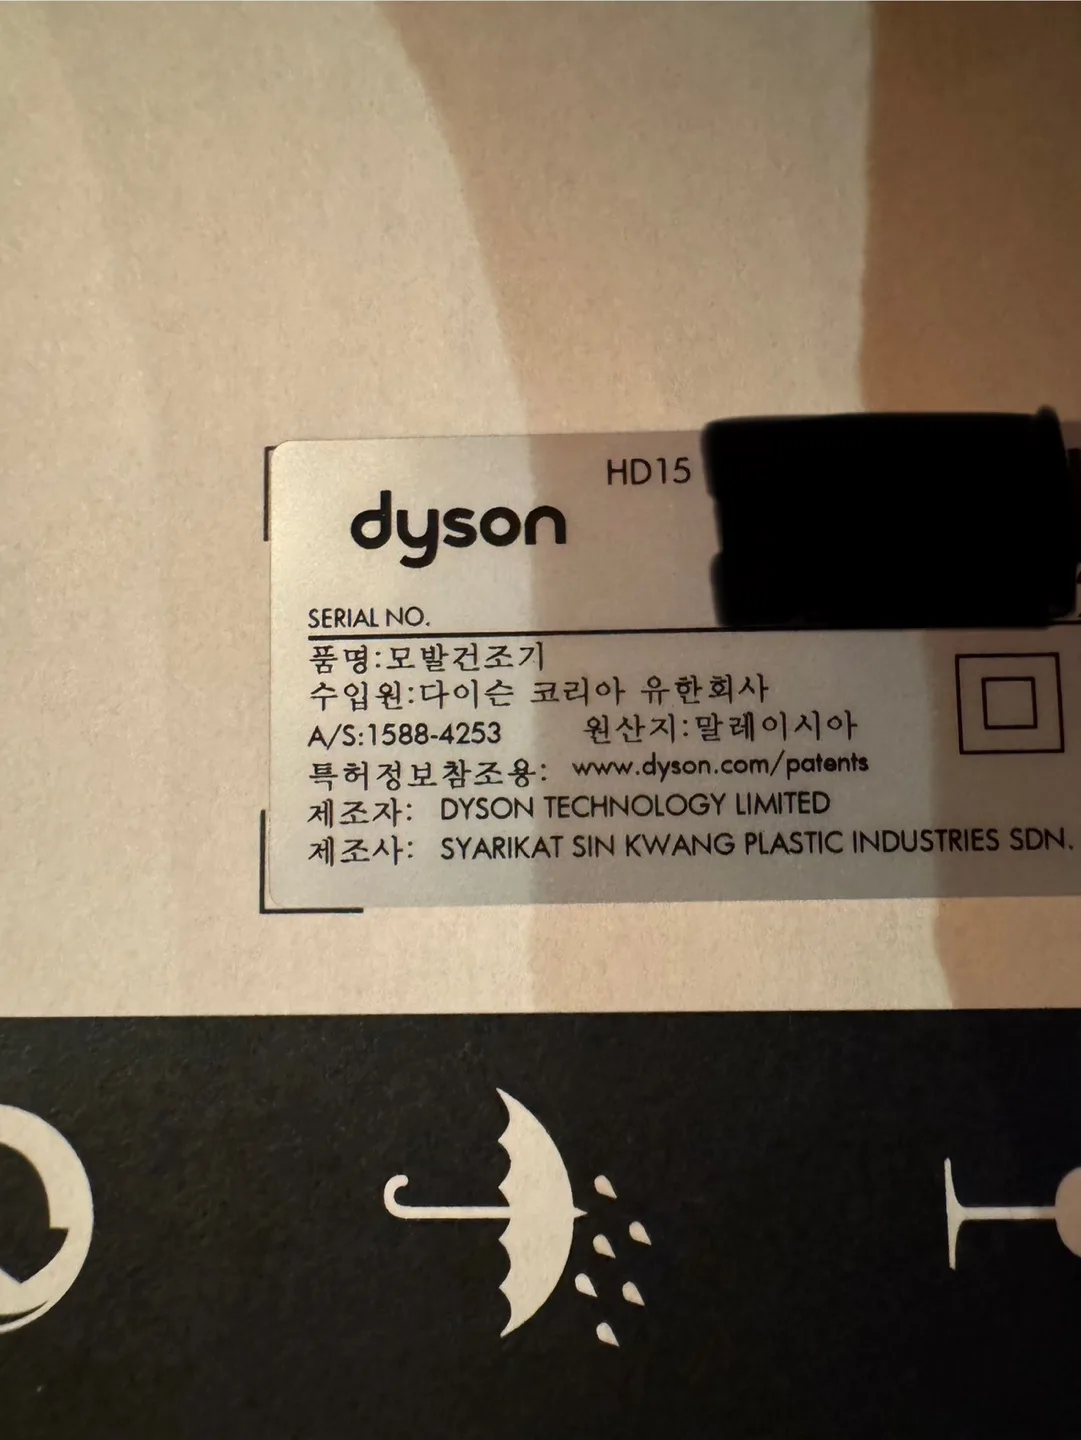 HD15
dyson
SERIAL NO.
품명:모발건조기
수입원:다이슨 코리아 유한회사
A/S:1588-4253 원산지:말레이시아
특허정보참조용: www.dyson.com/patents
제조자: DYSON TECHNOLOGY LIMITED
제조사: SYARIKAT SIN KWANG PLASTIC INDUSTRIES SDN.